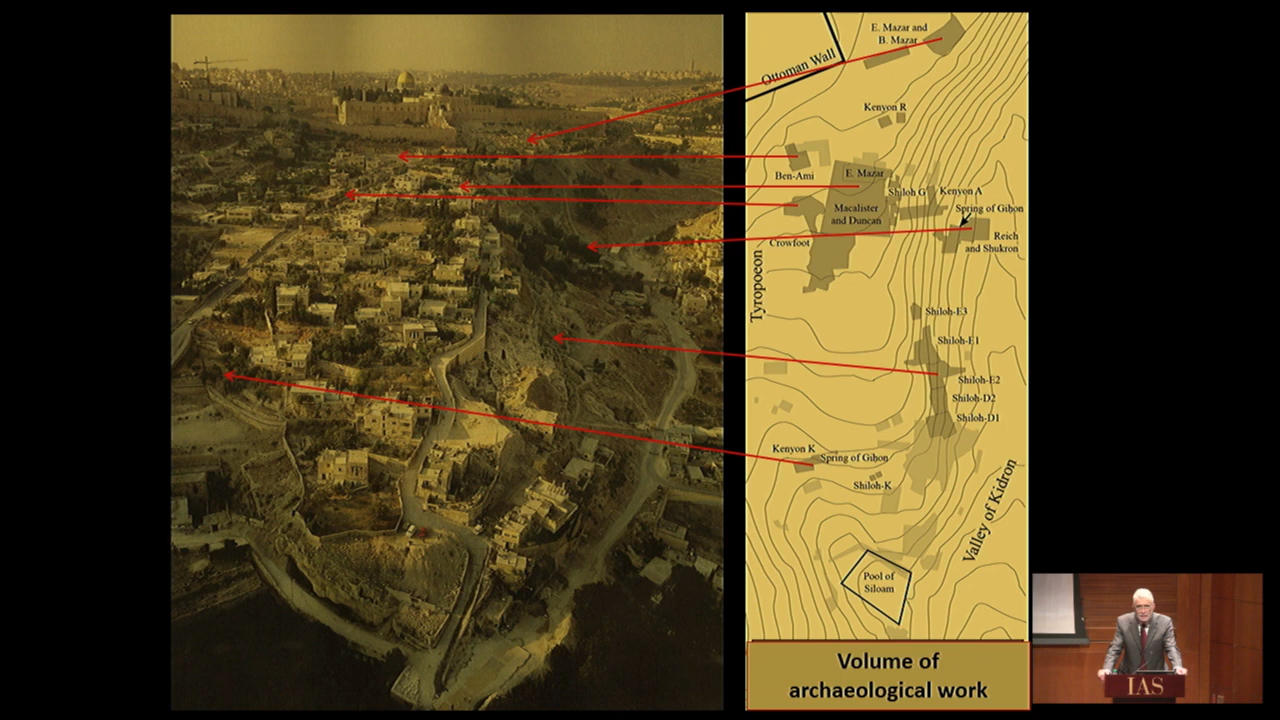 E. Mazar and
B. Mazar
Ottoman Wall
Kenyon R
Ben-Ami
E. Mazar
Shiloh G
Kenyon A
Spring of Gihon
Macalister
and Duncan
Reich
and Shukron
Crowfoot
Tyropoeon
Shiloh-E3
Shiloh-E1
Shiloh-E2
Shiloh-D2
Shiloh-D1
Kenyon K
Spring of Gihon
Shiloh-K
Valley of Kidron
Pool of
Siloam
Volume of
archaeological work
IAS